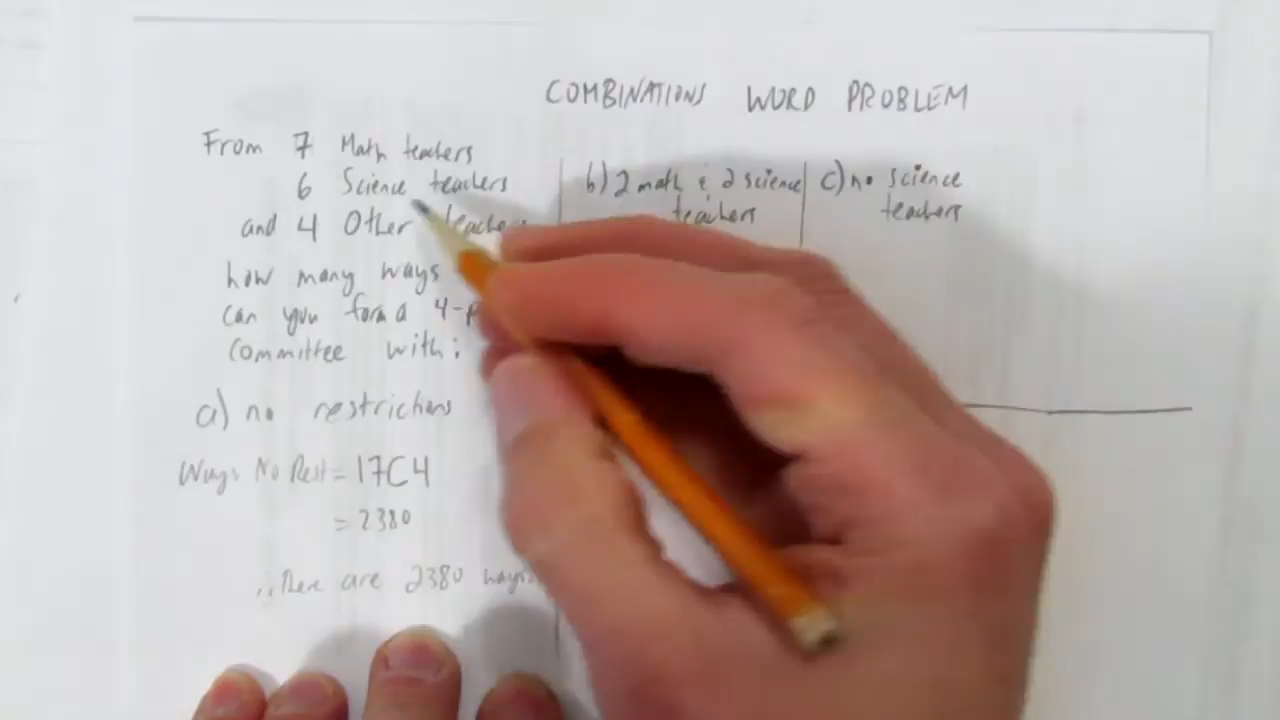 COMBINATIONS WORD PROBLEM
From 7 Math teachers
6 Science teachers
and 4 Other teachers
how many ways
can you form a 4-p
committee with:
a) no restrictions
Ways No Rest = 17C4
= 2380
∴ There are 2380 ways.
b) 2 math & 2 science
teachers
c) no science
teachers